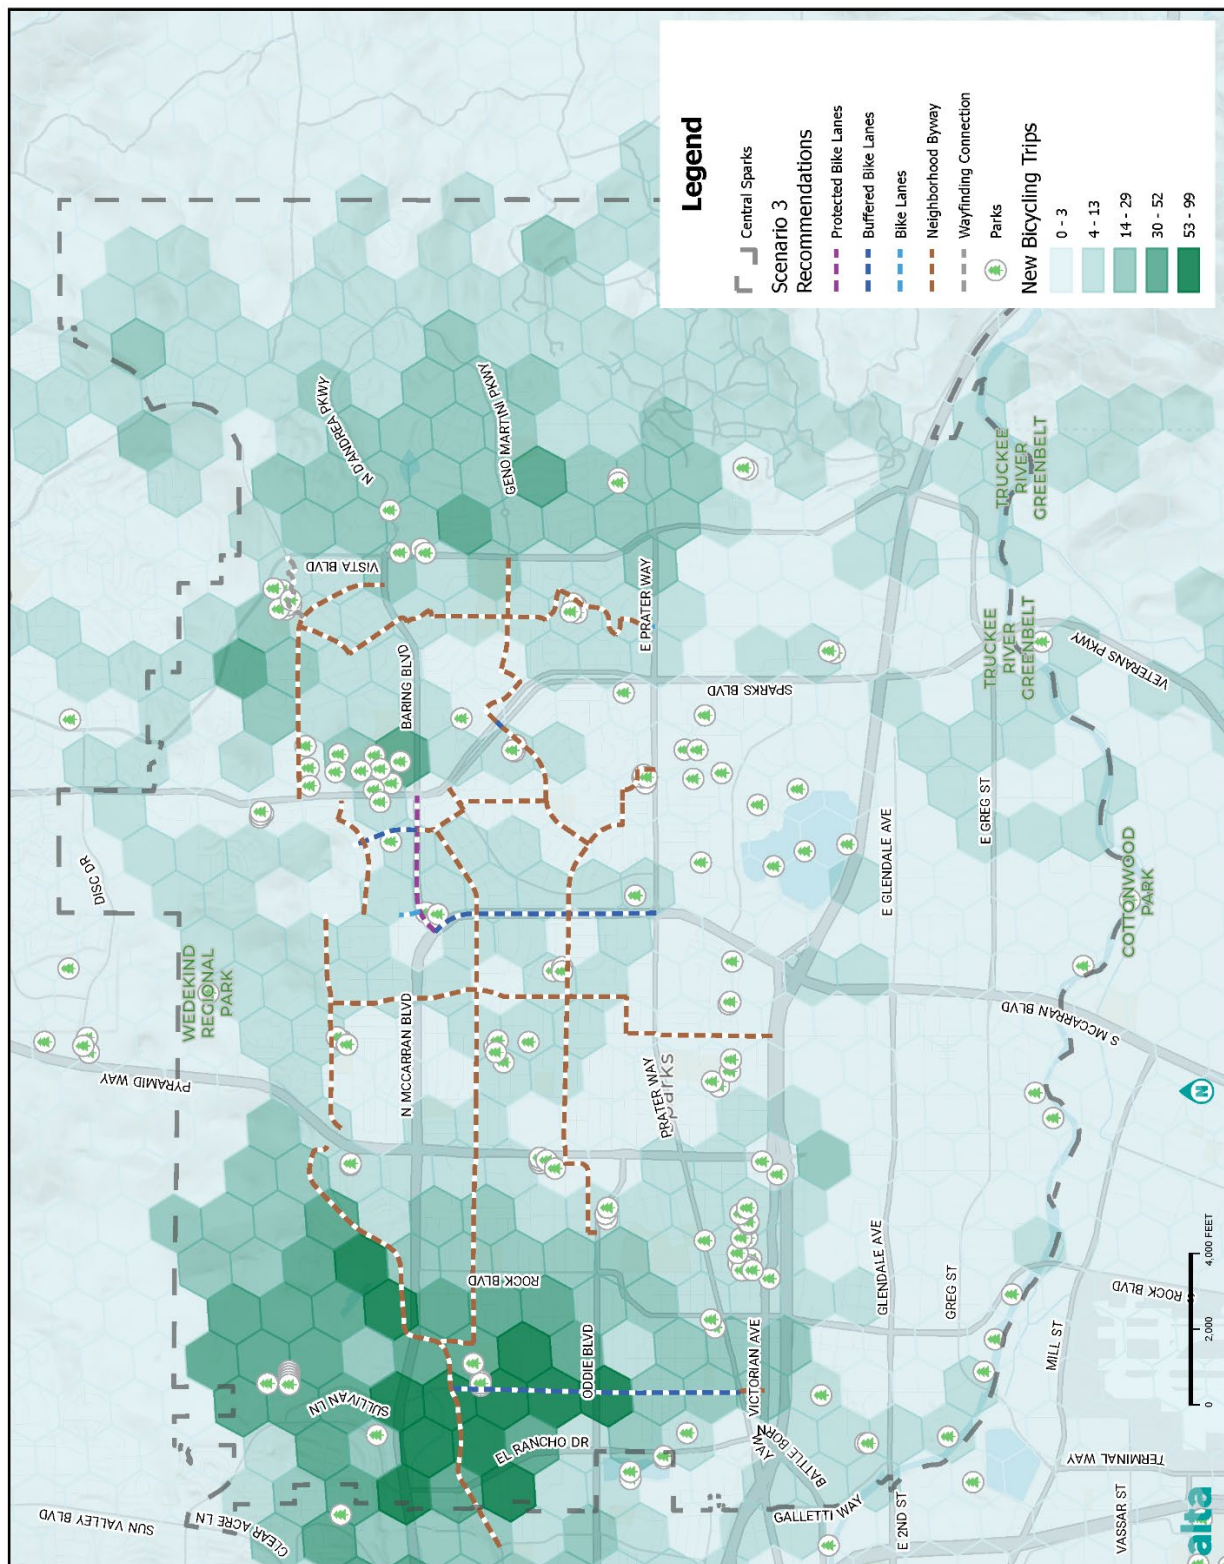 Legend
Central Sparks
Scenario 3
Recommendations
Protected Bike Lanes
Buffered Bike Lanes
Bike Lanes
Neighborhood Byway
Wayfinding Connection
Parks
New Bicycling Trips
0 - 3
4 - 13
14 - 29
30 - 52
53 - 99
SUN VALLEY BLVD
CLEAR ACRE LN
SULLIVAN LN
PYRAMID WAY
WEDEKIND
REGIONAL
PARK
DISC DR
N D'ANDREA PKWY
VISTA BLVD
BARING BLVD
GENO MARTINI PKWY
N MCCARRAN BLVD
ROCK BLVD
EL RANCHO DR
ODDIE BLVD
PRATER WAY
Sparks
E PRATER WAY
SPARKS BLVD
VICTORIAN AVE
BATTLE BORN
WAY
GALLETTI WAY
E 2ND ST
GLENDALE AVE
E GLENDALE AVE
GREG ST
E GREG ST
TRUCKEE
RIVER
GREENBELT
TRUCKEE
RIVER
GREENBELT
VETERANS PKWY
COTTONWOOD
PARK
S MCCARRAN BLVD
MILL ST
ROCK BLVD
TERMINAL WAY
VASSAR ST
0
2,000
4,000 FEET
N
alta